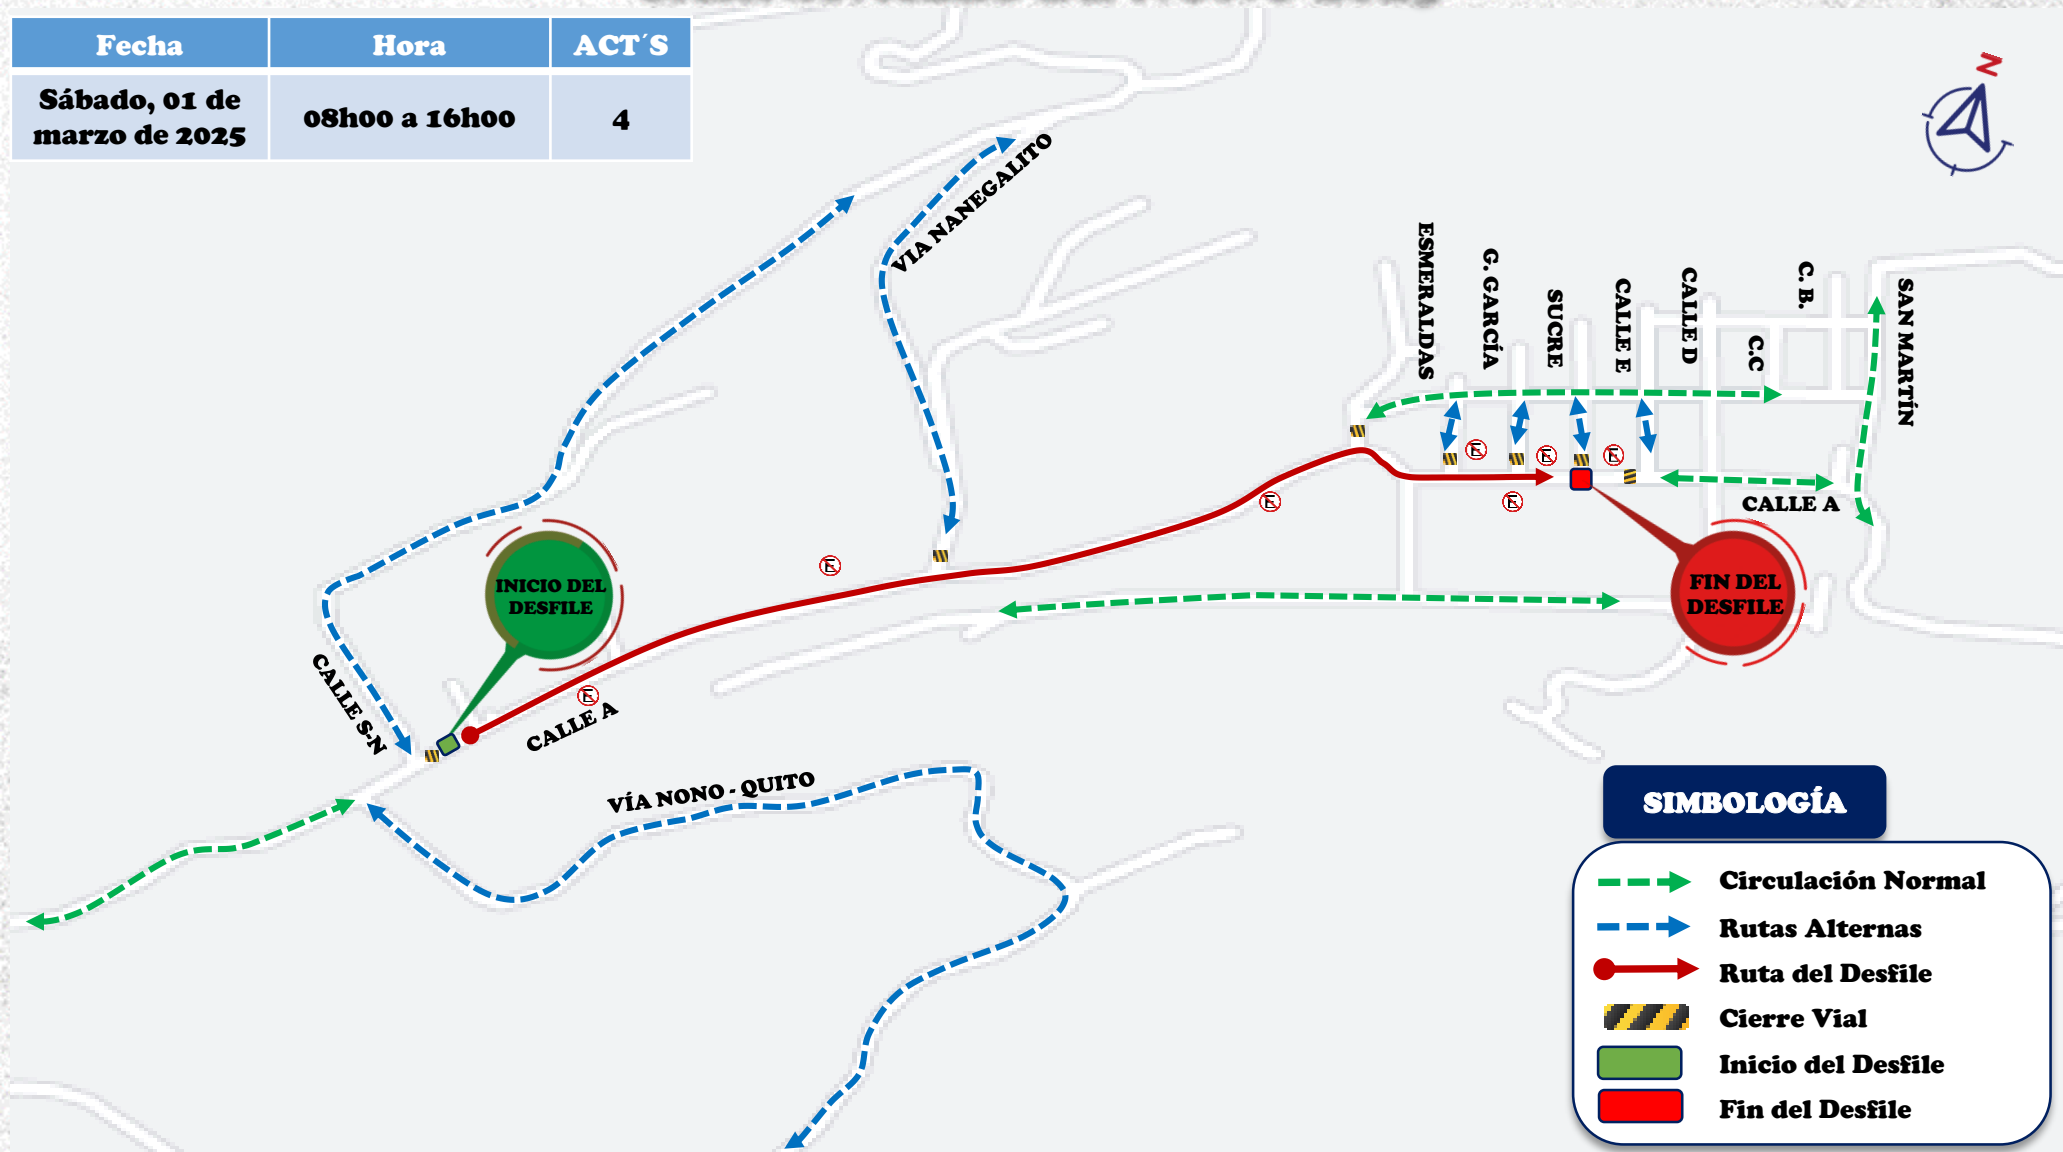 Fecha
Hora
ACT´S
Sábado, 01 de
marzo de 2025
08h00 a 16h00
4
N
VIA NANEGALITO
ESMERALDAS
G. GARCÍA
SUCRE
CALLE E
CALLE D
C.C
C. B.
SAN MARTÍN
E
E
E
E
E
E
E
CALLE A
INICIO DEL
DESFILE
FIN DEL
DESFILE
CALLE S-N
CALLE A
VÍA NONO - QUITO
SIMBOLOGÍA
Circulación Normal
Rutas Alternas
Ruta del Desfile
Cierre Vial
Inicio del Desfile
Fin del Desfile